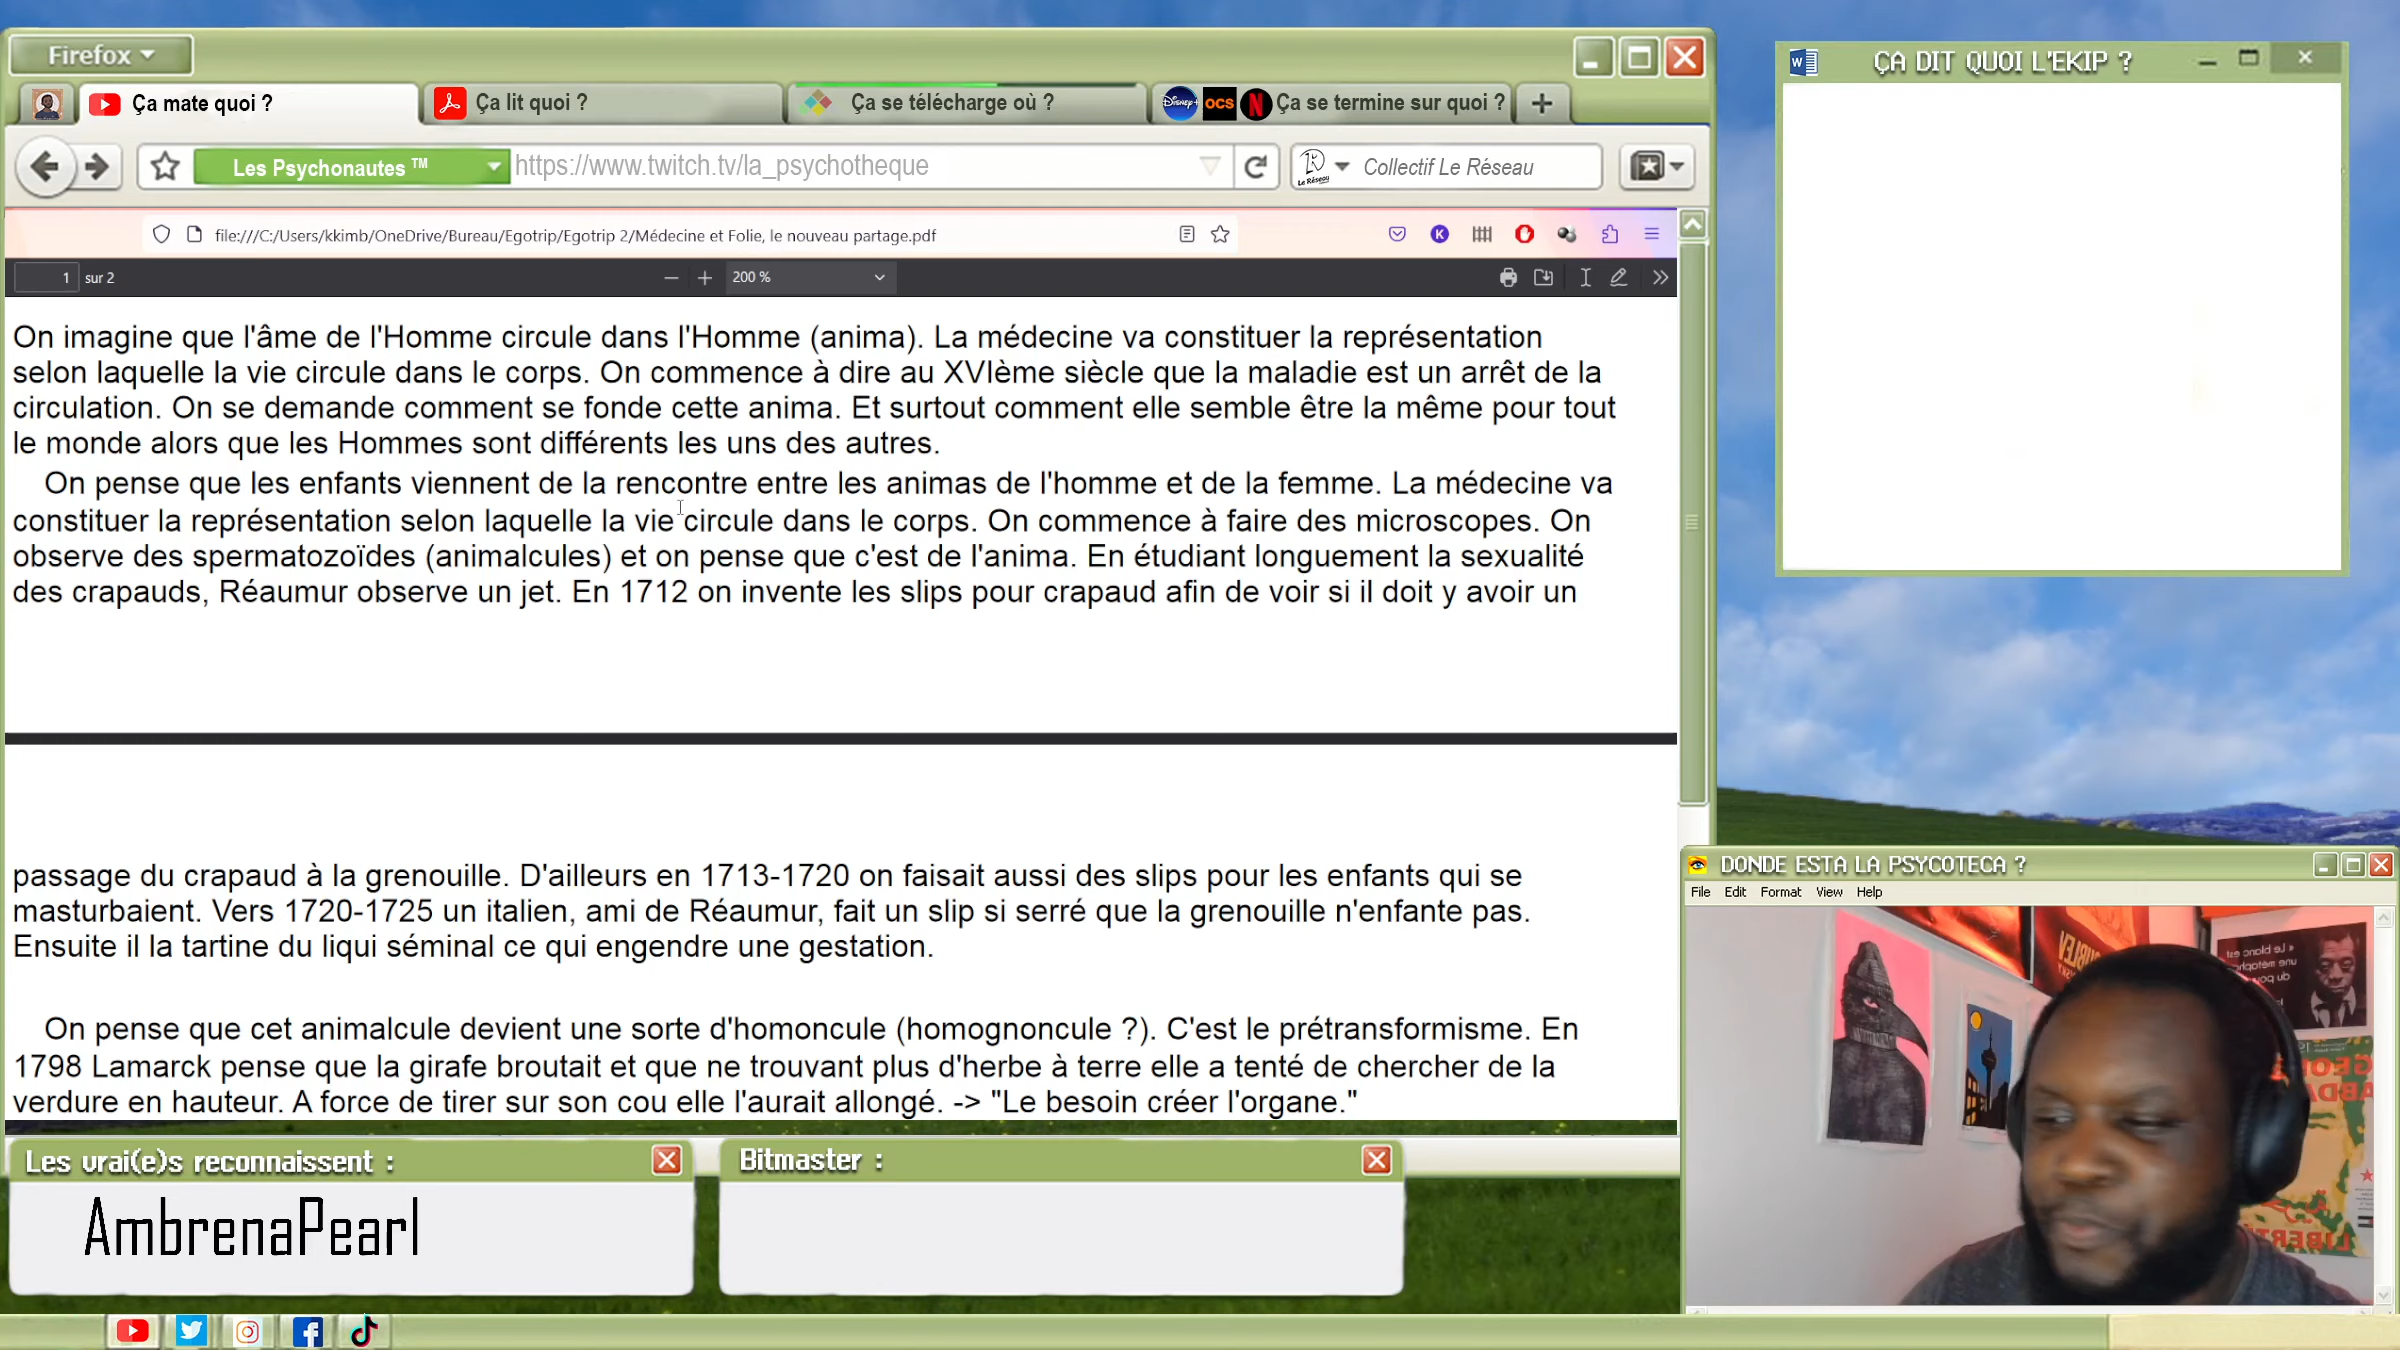 Firefox
ÇA DIT QUOI L'EKIP ?
Ça mate quoi ?
Ça lit quoi ?
Ça se télécharge où ?
Disney+ OCS N Ça se termine sur quoi ?
Les Psychonautes ™
https://www.twitch.tv/la_psychotheque
Le Réseau
Collectif Le Réseau
file:///C:/Users/kkimb/OneDrive/Bureau/Egotrip/Egotrip 2/Médecine et Folie, le nouveau partage.pdf
K
1 sur 2
200 %
On imagine que l'âme de l'Homme circule dans l'Homme (anima). La médecine va constituer la représentation
selon laquelle la vie circule dans le corps. On commence à dire au XVIème siècle que la maladie est un arrêt de la
circulation. On se demande comment se fonde cette anima. Et surtout comment elle semble être la même pour tout
le monde alors que les Hommes sont différents les uns des autres.
On pense que les enfants viennent de la rencontre entre les animas de l'homme et de la femme. La médecine va
constituer la représentation selon laquelle la vie circule dans le corps. On commence à faire des microscopes. On
observe des spermatozoïdes (animalcules) et on pense que c'est de l'anima. En étudiant longuement la sexualité
des crapauds, Réaumur observe un jet. En 1712 on invente les slips pour crapaud afin de voir si il doit y avoir un
passage du crapaud à la grenouille. D'ailleurs en 1713-1720 on faisait aussi des slips pour les enfants qui se
masturbaient. Vers 1720-1725 un italien, ami de Réaumur, fait un slip si serré que la grenouille n'enfante pas.
Ensuite il la tartine du liqui séminal ce qui engendre une gestation.
On pense que cet animalcule devient une sorte d'homoncule (homognoncule ?). C'est le prétransformisme. En
1798 Lamarck pense que la girafe broutait et que ne trouvant plus d'herbe à terre elle a tenté de chercher de la
verdure en hauteur. A force de tirer sur son cou elle l'aurait allongé. -> "Le besoin créer l'organe."
DONDE ESTA LA PSYCOTECA ?
File Edit Format View Help
« Le blanc est
une métaphore
Les vrai(e)s reconnaissent :
AmbrenaPearl
Bitmaster :